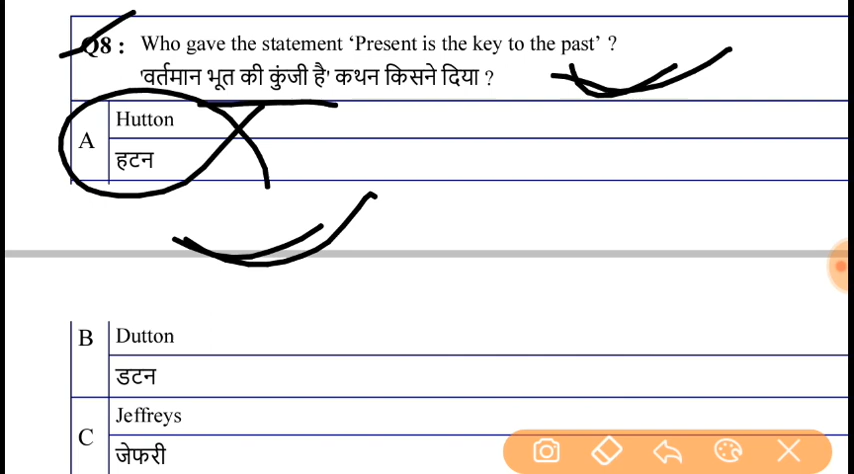 Q8 : Who gave the statement ‘Present is the key to the past’ ?
'वर्तमान भूत की कुंजी है' कथन किसने दिया ?
A
Hutton
हटन
B
Dutton
डटन
C
Jeffreys
जेफरी